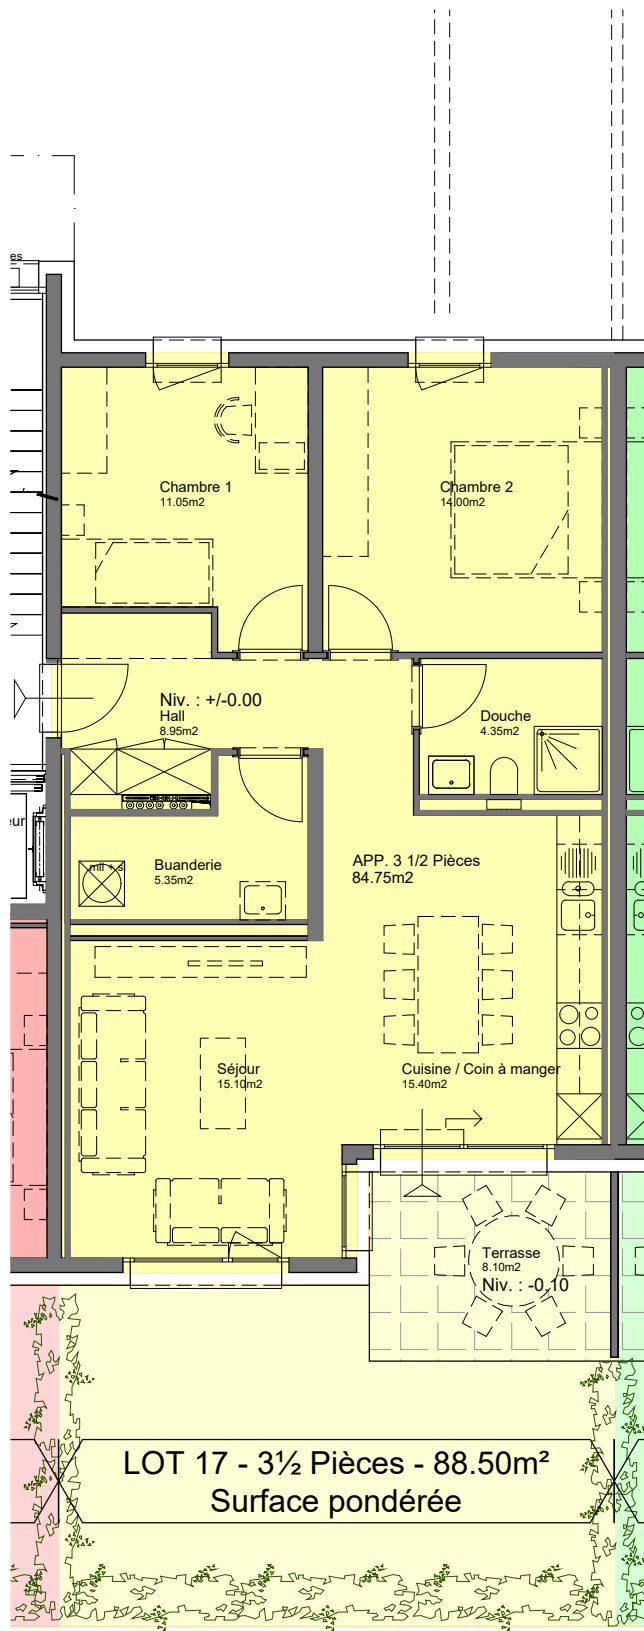 es
Chambre 1
11.05m2
Chambre 2
14.00m2
Niv. : +/-0.00
Hall
8.95m2
Douche
4.35m2
eur
Buanderie
5.35m2
APP. 3 1/2 Pièces
84.75m2
Séjour
15.10m2
Cuisine / Coin à manger
15.40m2
Terrasse
8.10m2
Niv. : -0.10
LOT 17 - 3½ Pièces - 88.50m²
Surface pondérée